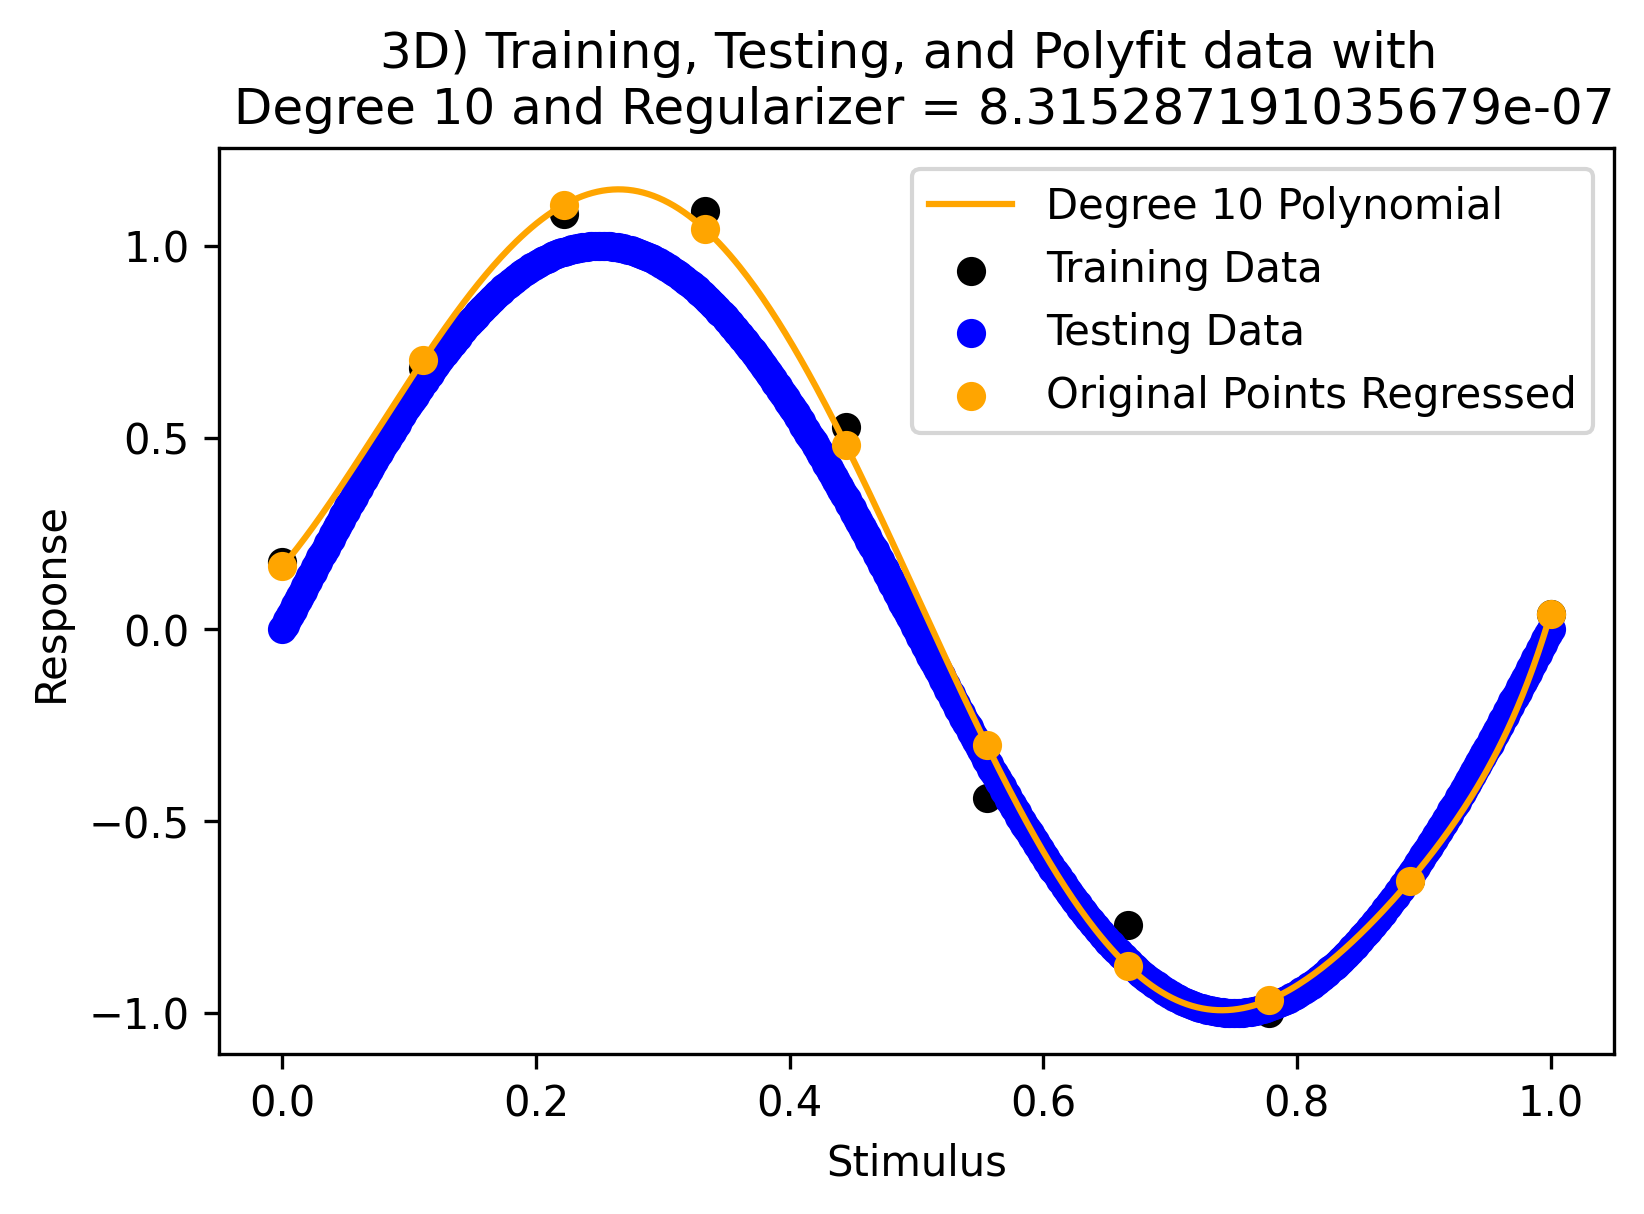 3D) Training, Testing, and Polyfit data with
Degree 10 and Regularizer = 8.315287191035679e-07
Degree 10 Polynomial
Training Data
Testing Data
Original Points Regressed
Response
1.0
0.5
0.0
−0.5
−1.0
0.0 0.2 0.4 0.6 0.8 1.0
Stimulus